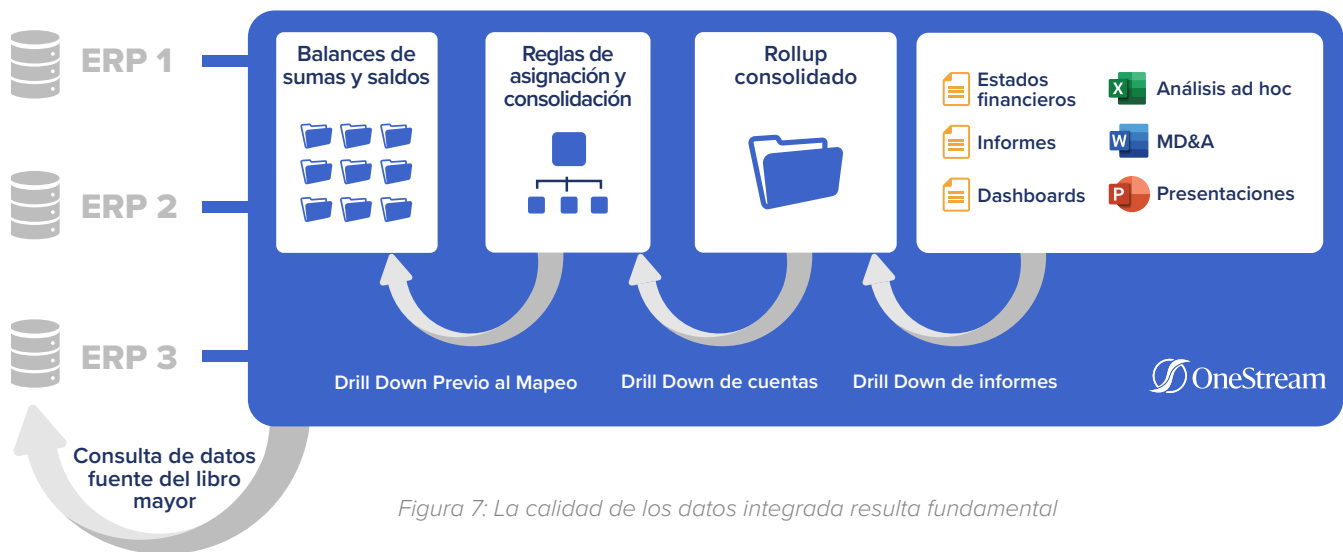 ERP 1
ERP 2
ERP 3
Balances de
sumas y saldos
Reglas de
asignación y
consolidación
Rollup
consolidado
Estados
financieros
Informes
Dashboards
X
Análisis ad hoc
W
MD&A
P
Presentaciones
Drill Down Previo al Mapeo
Drill Down de cuentas
Drill Down de informes
OneStream
Consulta de datos
fuente del libro
mayor
Figura 7: La calidad de los datos integrada resulta fundamental